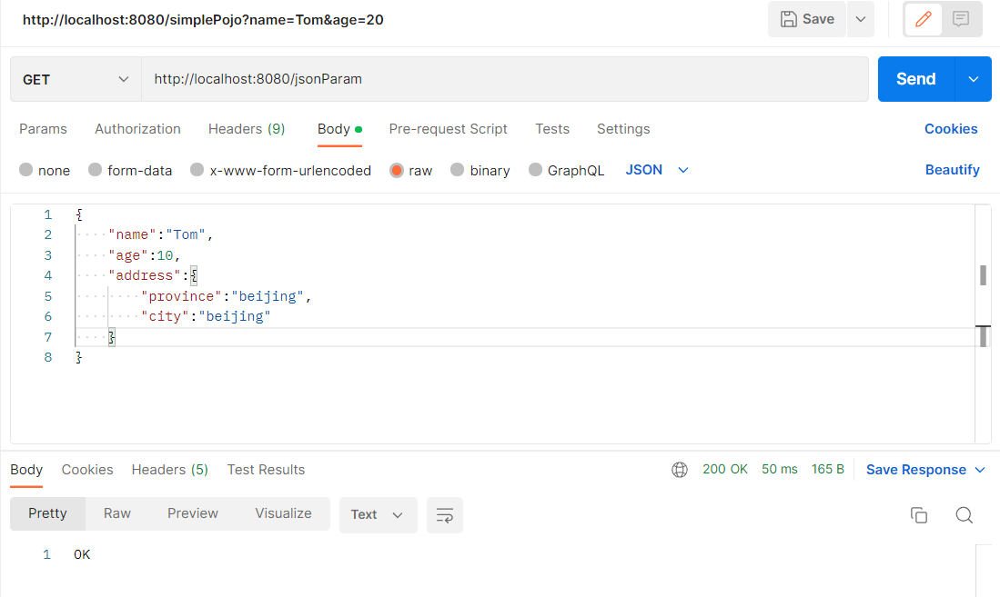 http://localhost:8080/simplePojo?name=Tom&age=20 Save
GET http://localhost:8080/jsonParam Send
Params Authorization Headers (9) Body Pre-request Script Tests Settings Cookies
none form-data x-www-form-urlencoded raw binary GraphQL JSON Beautify
1 {
2 "name":"Tom",
3 "age":10,
4 "address":{
5 "province":"beijing",
6 "city":"beijing"
7 }
8 }
Body Cookies Headers (5) Test Results 200 OK 50 ms 165 B Save Response
Pretty Raw Preview Visualize Text
1 OK